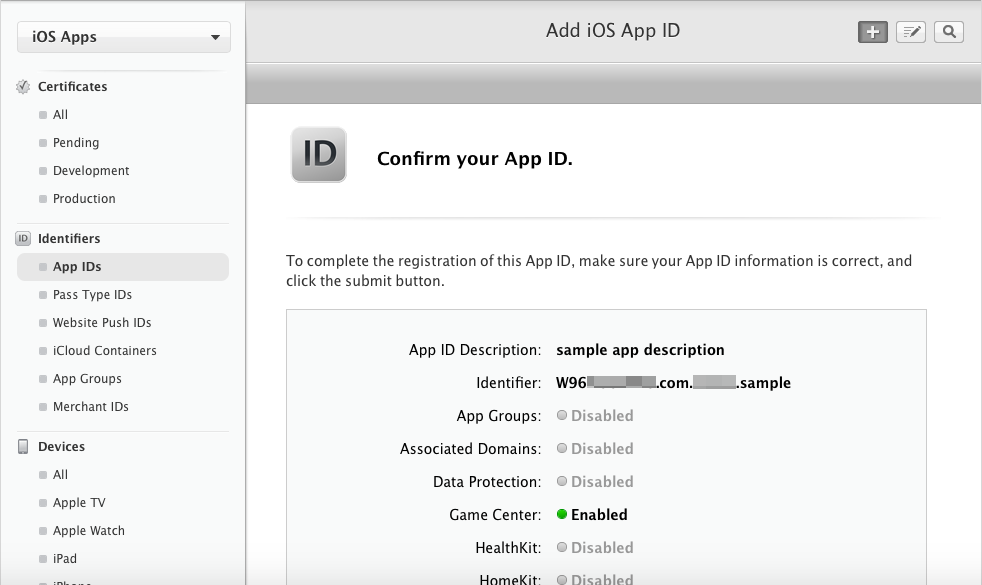 iOS Apps
Add iOS App ID
Certificates
All
Pending
Development
Production
ID
Identifiers
App IDs
Pass Type IDs
Website Push IDs
iCloud Containers
App Groups
Merchant IDs
Devices
All
Apple TV
Apple Watch
iPad
iPhone
ID
Confirm your App ID.
To complete the registration of this App ID, make sure your App ID information is correct, and
click the submit button.
App ID Description: sample app description
Identifier: W96 .com. .sample
App Groups: Disabled
Associated Domains: Disabled
Data Protection: Disabled
Game Center: Enabled
HealthKit: Disabled
HomeKit: Disabled